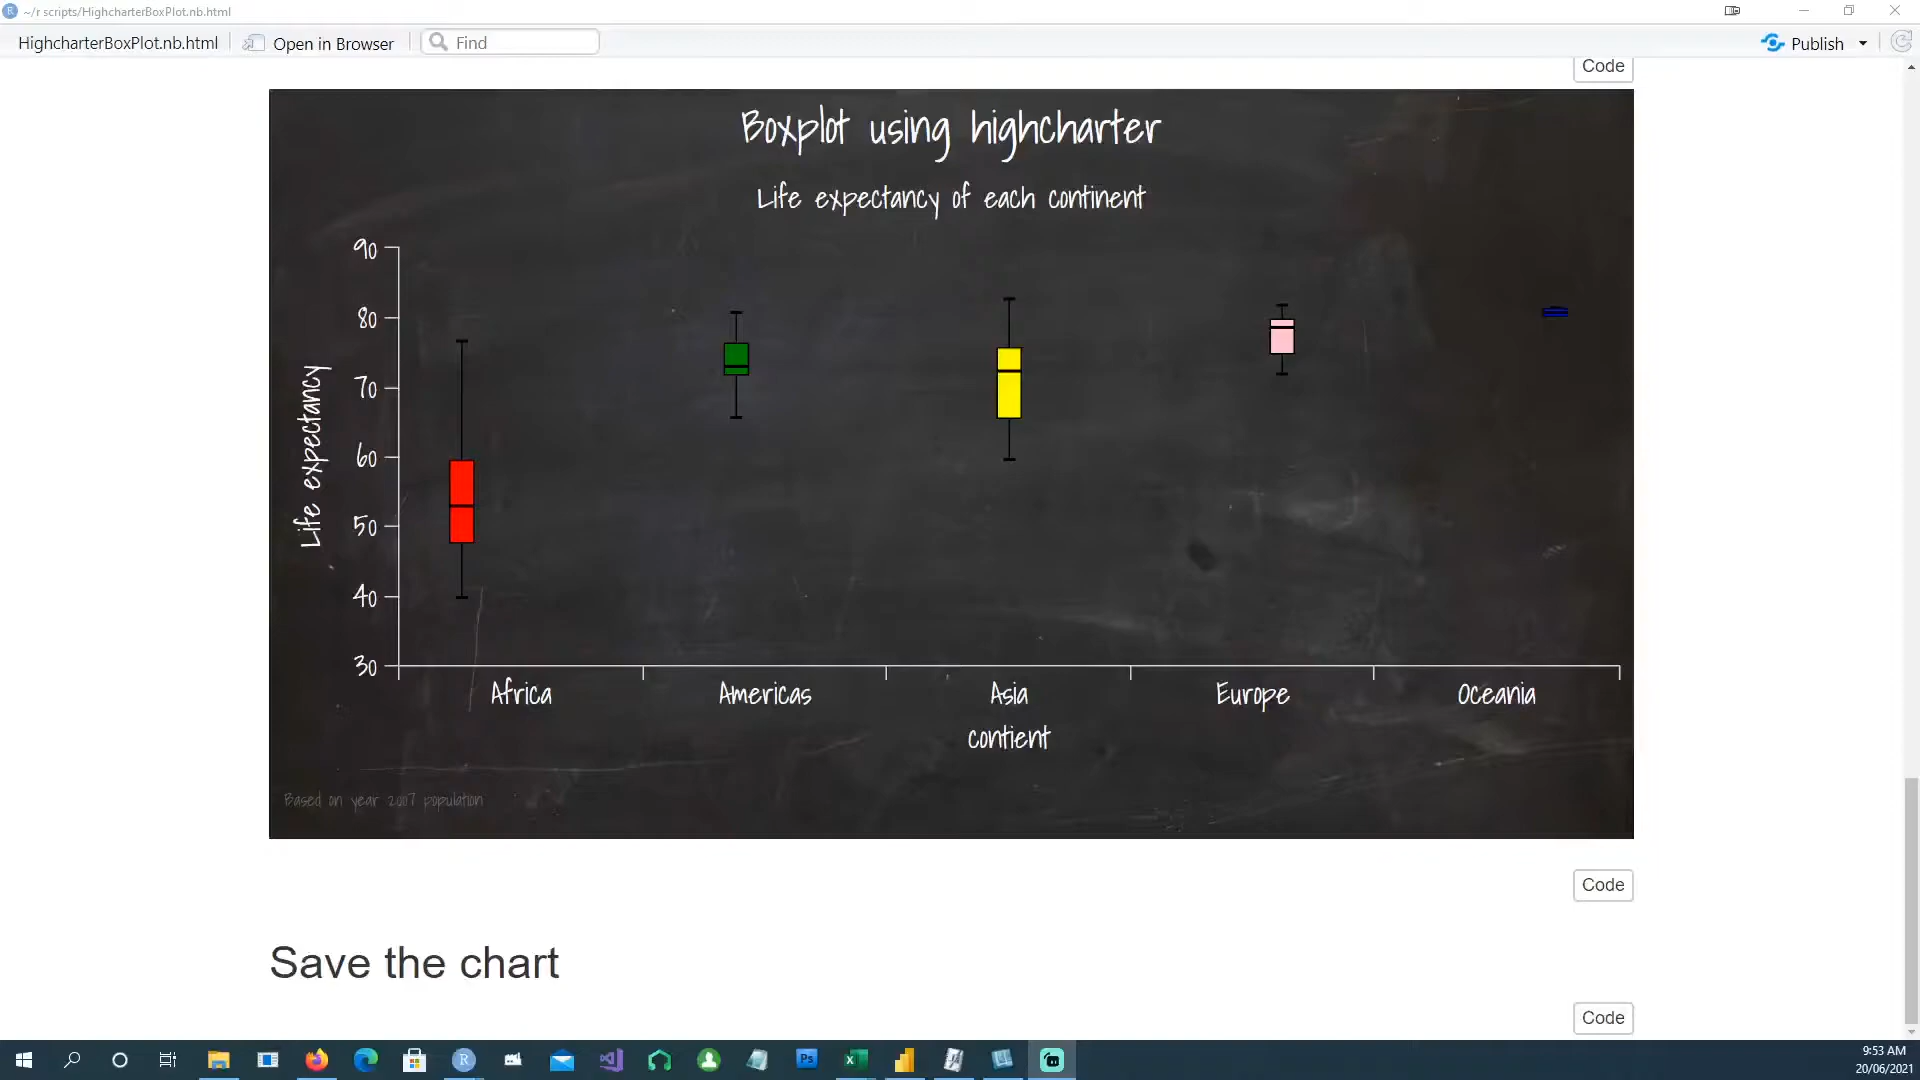 ~/r scripts/HighcharterBoxPlot.nb.html
HighcharterBoxPlot.nb.html
Open in Browser
Find
Publish
Code
Boxplot using highcharter
Life expectancy of each continent
90
80
70
60
50
40
30
Life expectancy
Africa
Americas
Asia
Europe
Oceania
contient
Based on year 2007 population
Code
Save the chart
Code
9:53 AM
20/06/2021